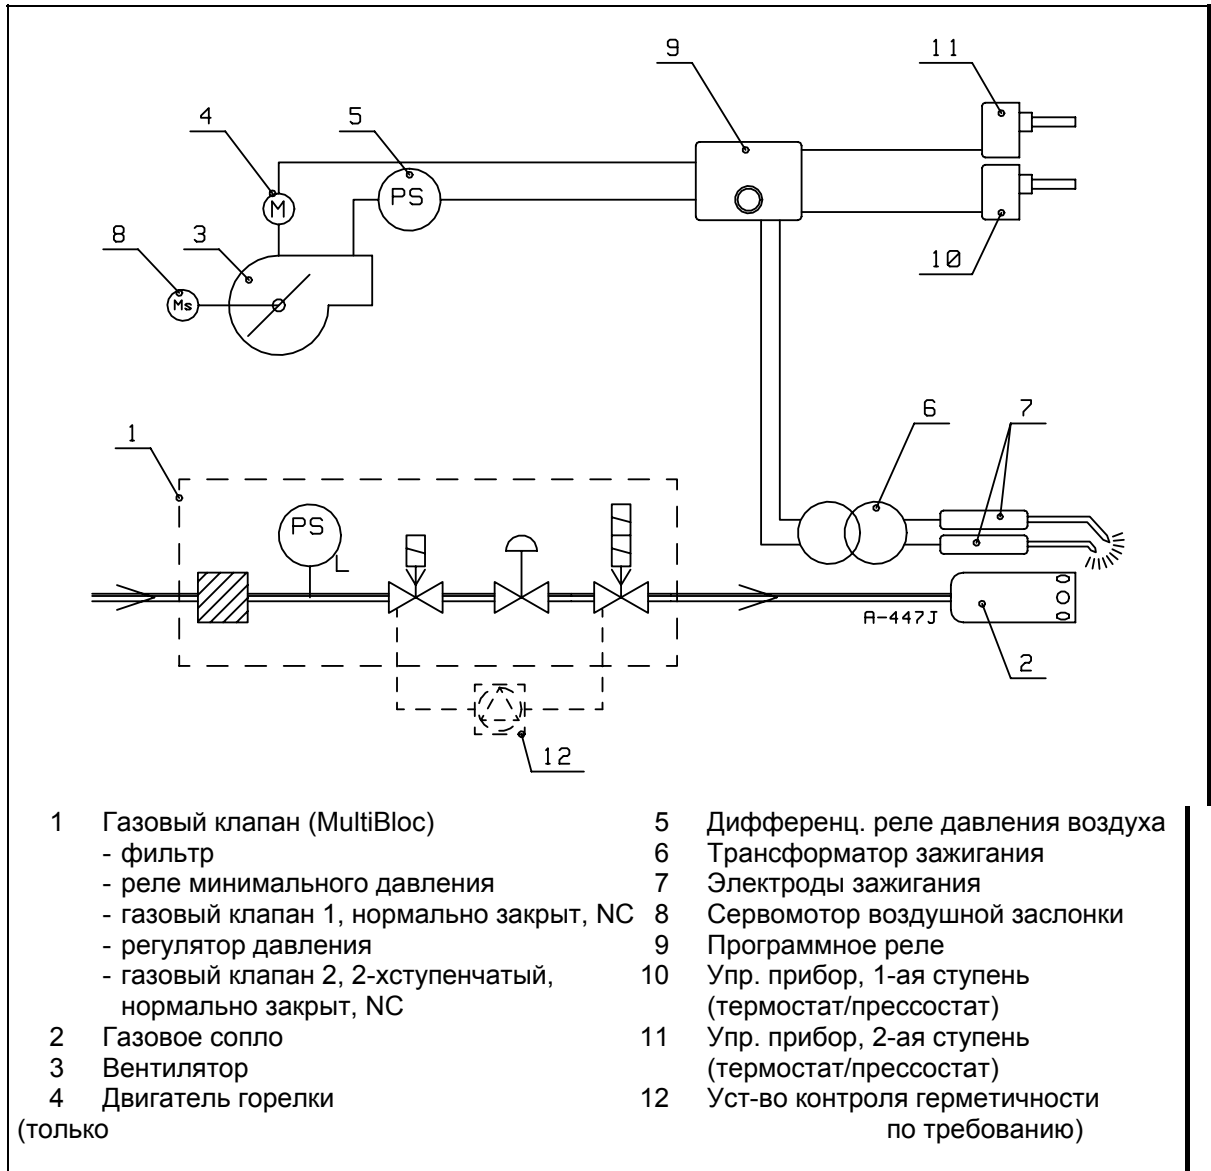 9
11
4
5
PS
M
8
3
10
Ms
6
7
1
PS
L
A-447J
2
12
1 Газовый клапан (MultiBloc)
- фильтр
- реле минимального давления
- газовый клапан 1, нормально закрыт, NC
- регулятор давления
- газовый клапан 2, 2-хступенчатый,
нормально закрыт, NC
2 Газовое сопло
3 Вентилятор
4 Двигатель горелки
(только
5 Дифференц. реле давления воздуха
6 Трансформатор зажигания
7 Электроды зажигания
8 Сервомотор воздушной заслонки
9 Программное реле
10 Упр. прибор, 1-ая ступень
(термостат/прессостат)
11 Упр. прибор, 2-ая ступень
(термостат/прессостат)
12 Уст-во контроля герметичности
по требованию)